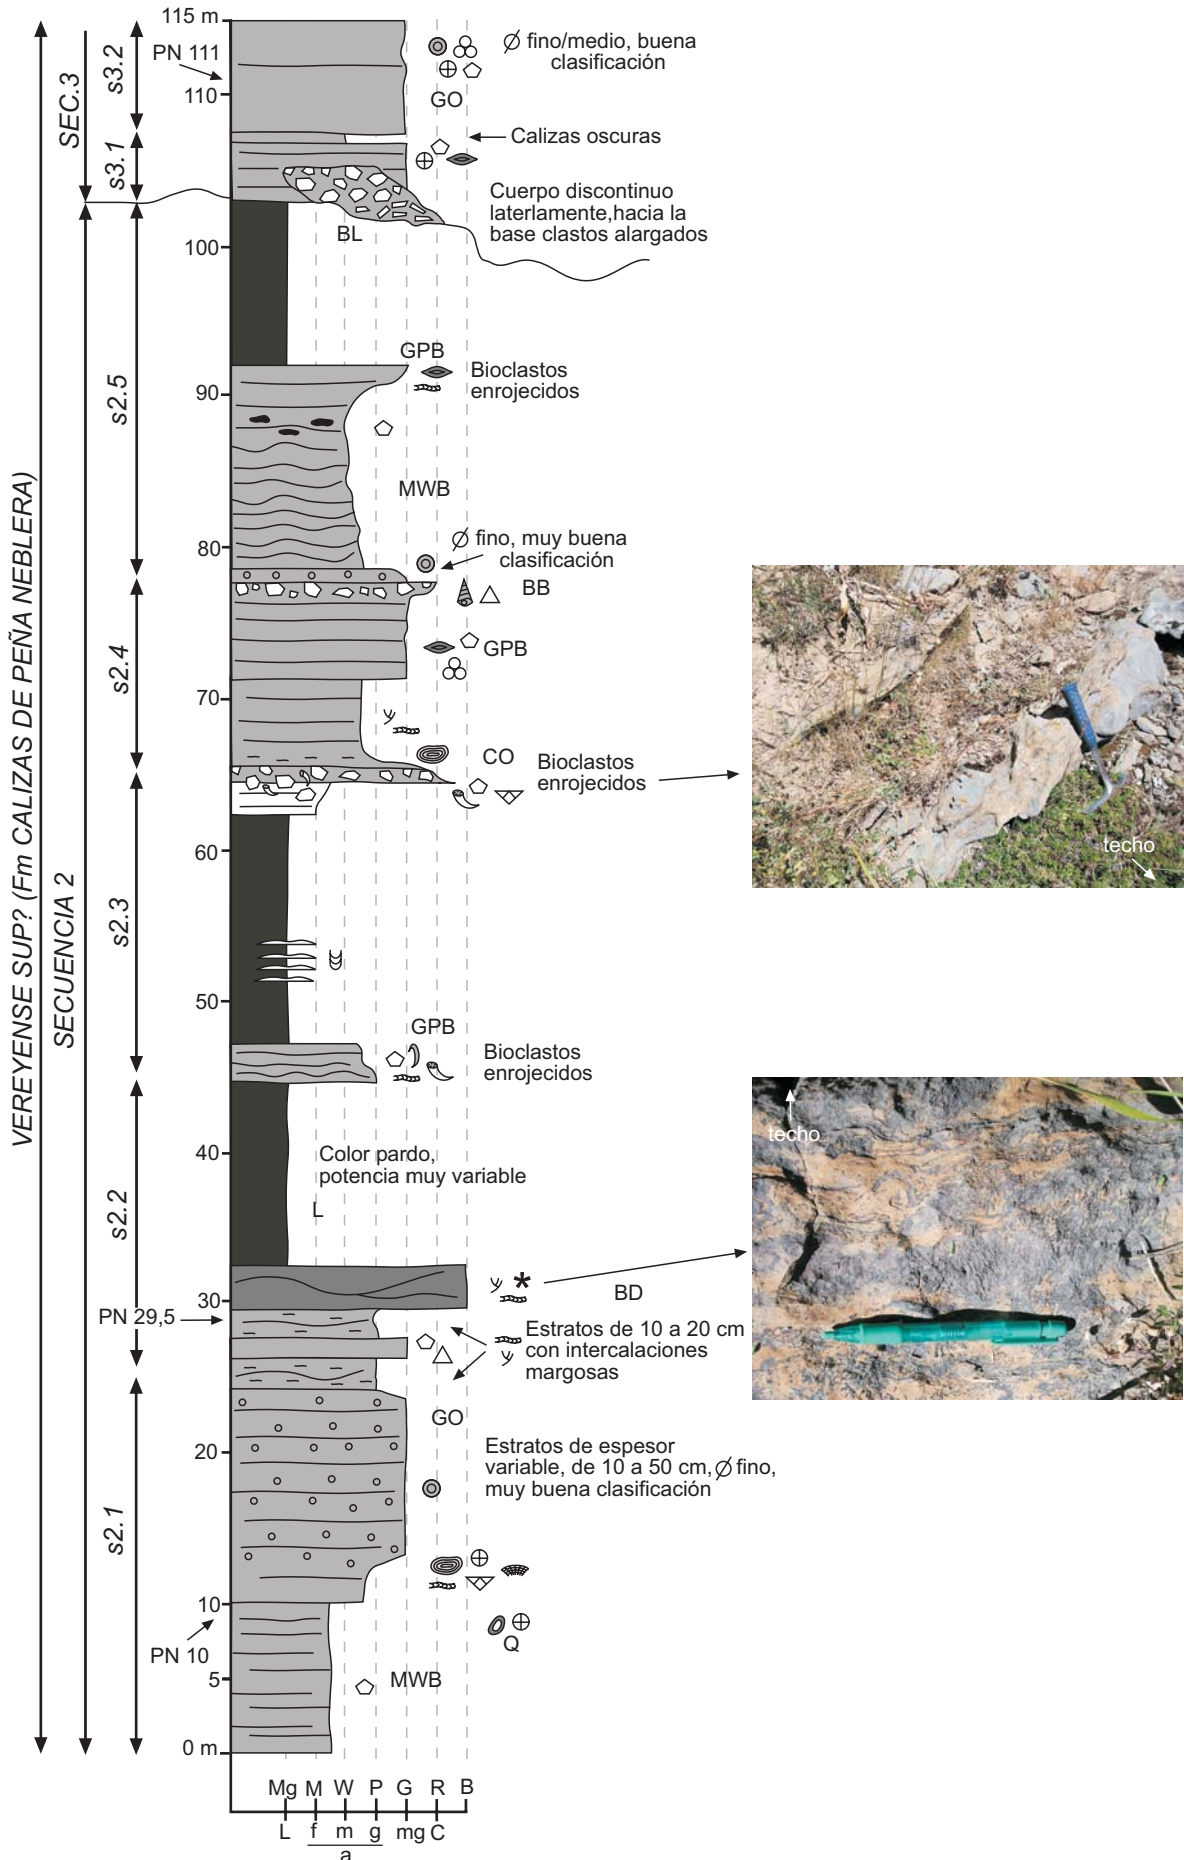 115 m
PN 111
110
100
90
80
70
60
50
40
30
PN 29,5
20
10
PN 10
5
0 m
VEREYENSE SUP? (Fm CALIZAS DE PEÑA NEBLERA)
SEC.3
SECUENCIA 2
s3.2
s3.1
s2.5
s2.4
s2.3
s2.2
s2.1
∅ fino/medio, buena
clasificación
GO
Calizas oscuras
Cuerpo discontinuo
laterlamente,hacia la
base clastos alargados
BL
GPB
Bioclastos
enrojecidos
MWB
∅ fino, muy buena
clasificación
BB
GPB
CO
Bioclastos
enrojecidos
techo
GPB
Bioclastos
enrojecidos
Color pardo,
potencia muy variable
L
techo
BD
Estratos de 10 a 20 cm
con intercalaciones
margosas
GO
Estratos de espesor
variable, de 10 a 50 cm, ∅ fino,
muy buena clasificación
Q
MWB
Mg M W P G R B
L f m g mg C
a